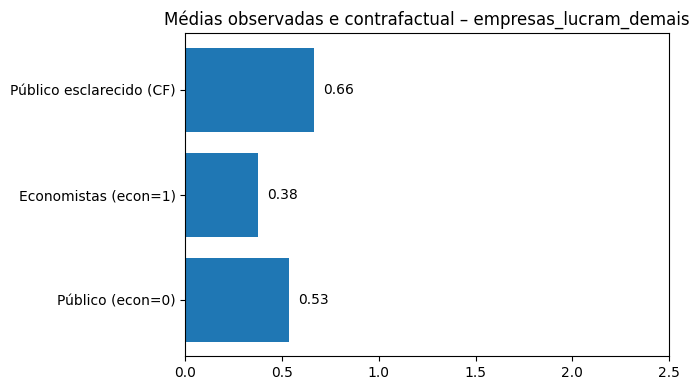 Médias observadas e contrafactual – empresas_lucram_demais
Público esclarecido (CF)
0.66
Economistas (econ=1)
0.38
Público (econ=0)
0.53
0.0 0.5 1.0 1.5 2.0 2.5